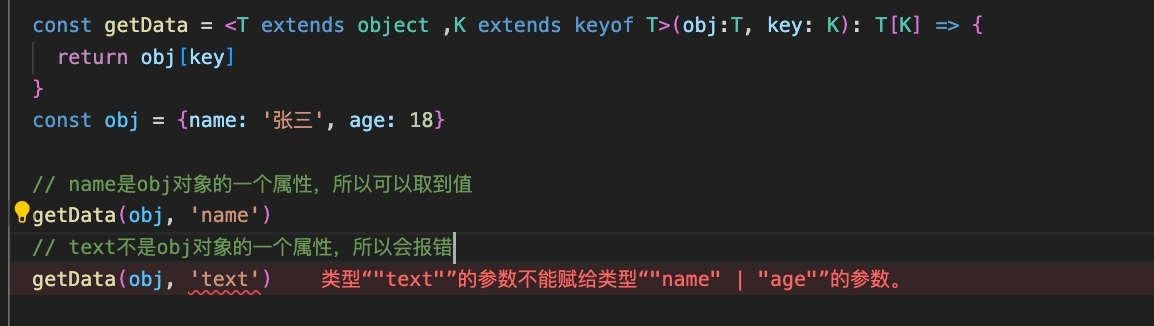 const getData = <T extends object ,K extends keyof T>(obj:T, key: K): T[K] => {
return obj[key]
}
const obj = {name: '张三', age: 18}
// name是obj对象的一个属性，所以可以取到值
getData(obj, 'name')
// text不是obj对象的一个属性，所以会报错
getData(obj, 'text') 类型“"text"”的参数不能赋给类型“"name" | "age"”的参数。